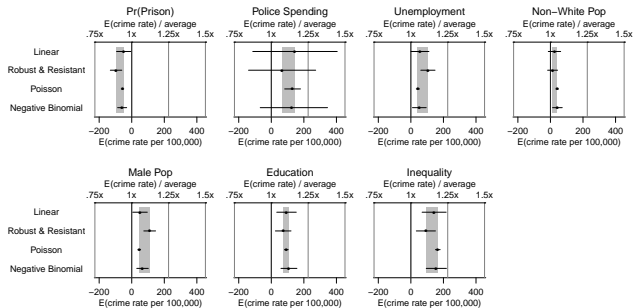 Pr(Prison) Police Spending Unemployment Non−White Pop
E(crime rate) / average E(crime rate) / average E(crime rate) / average E(crime rate) / average
.75x 1x 1.25x 1.5x .75x 1x 1.25x 1.5x .75x 1x 1.25x 1.5x .75x 1x 1.25x 1.5x
Linear
Robust & Resistant
Poisson
Negative Binomial
−200 0 200 400 −200 0 200 400 −200 0 200 400 −200 0 200 400
E(crime rate per 100,000) E(crime rate per 100,000) E(crime rate per 100,000) E(crime rate per 100,000)
Male Pop Education Inequality
E(crime rate) / average E(crime rate) / average E(crime rate) / average
.75x 1x 1.25x 1.5x .75x 1x 1.25x 1.5x .75x 1x 1.25x 1.5x
Linear
Robust & Resistant
Poisson
Negative Binomial
−200 0 200 400 −200 0 200 400 −200 0 200 400
E(crime rate per 100,000) E(crime rate per 100,000) E(crime rate per 100,000)